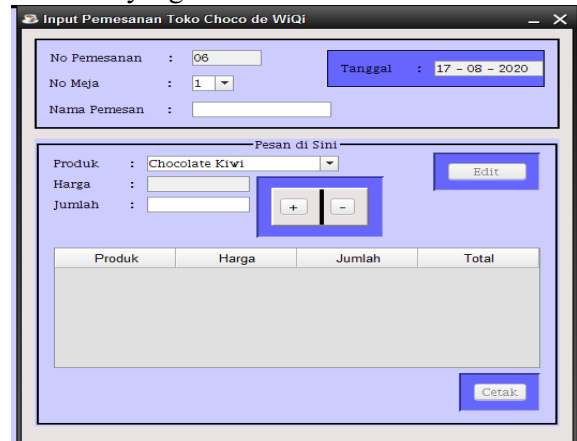 Input Pemesanan Toko Choco de WiQi
No Pemesanan : 06
Tanggal : 17 - 08 - 2020
No Meja : 1
Nama Pemesan :
Pesan di Sini
Produk : Chocolate Kiwi
Edit
Harga :
Jumlah :
+ -
Produk Harga Jumlah Total
Cetak